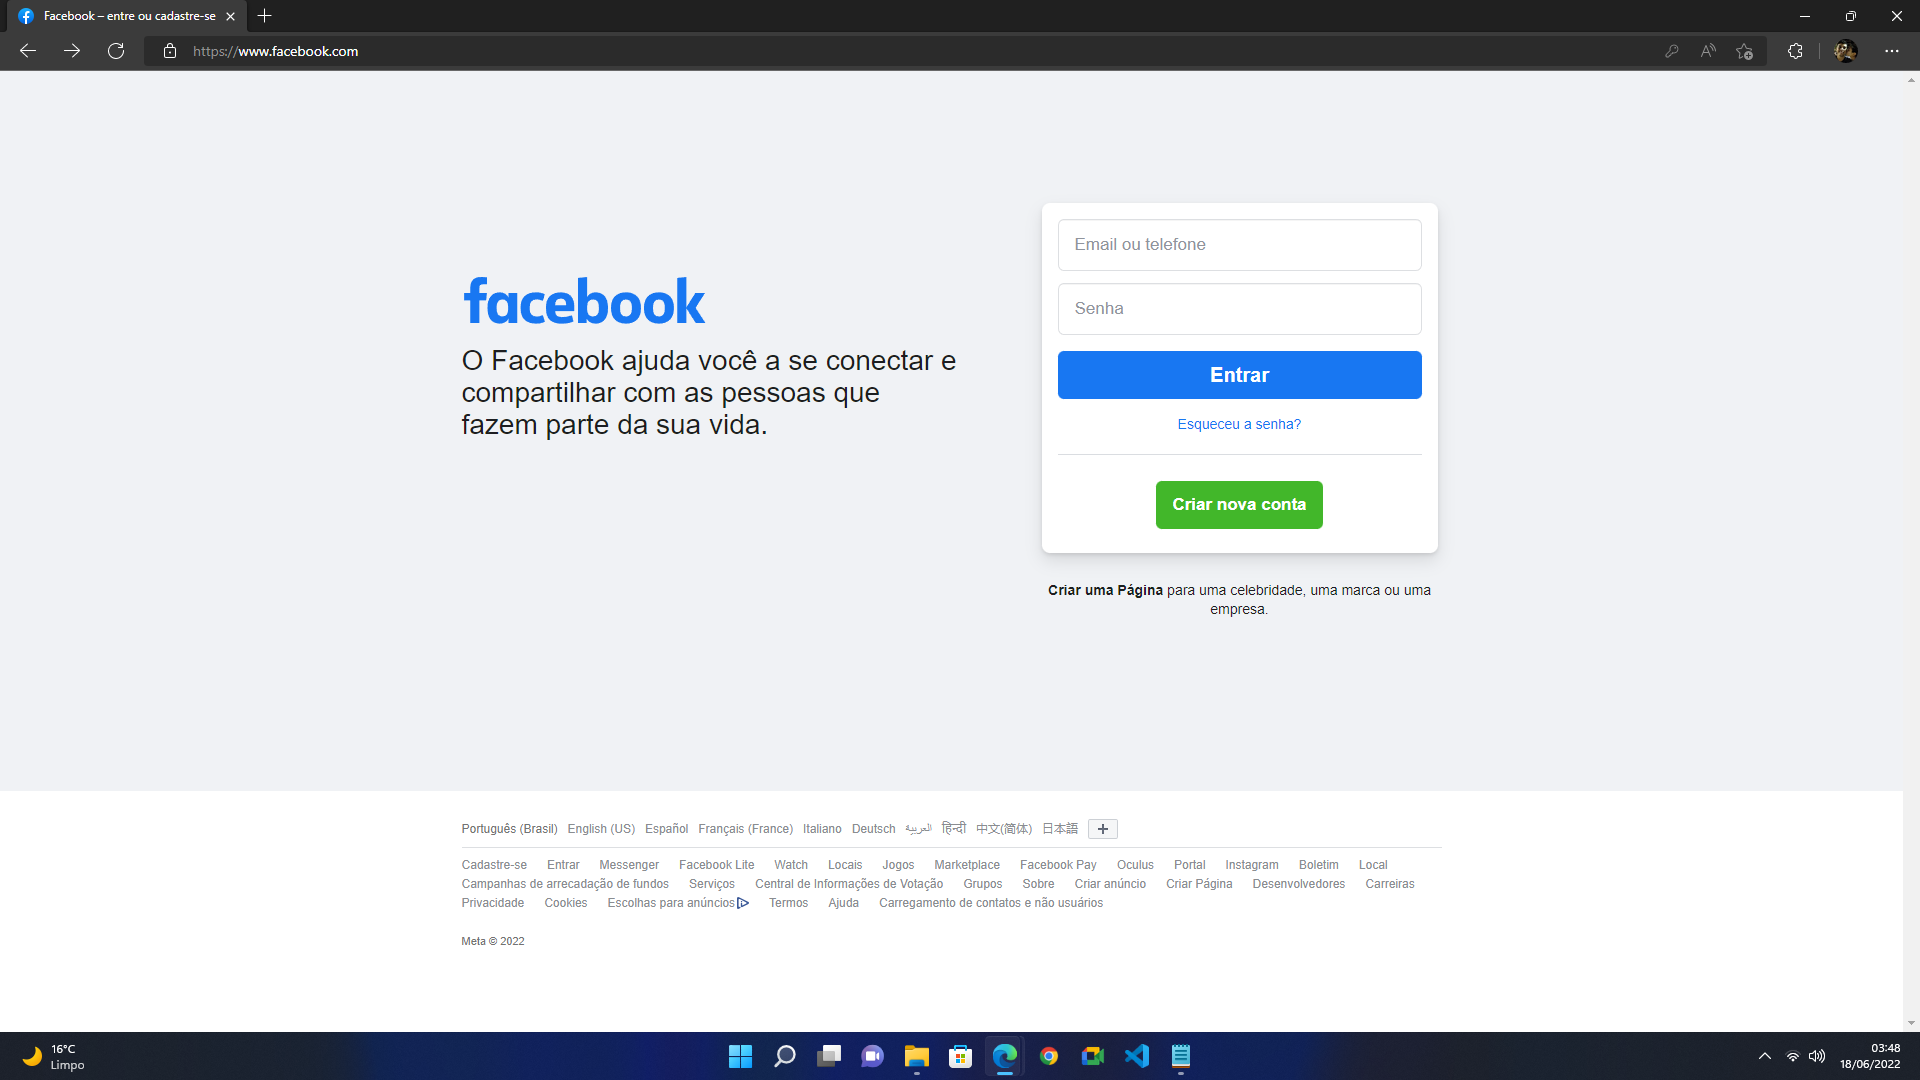 Facebook – entre ou cadastre-se
https://www.facebook.com
facebook
O Facebook ajuda você a se conectar e
compartilhar com as pessoas que
fazem parte da sua vida.
Email ou telefone
Senha
Entrar
Esqueceu a senha?
Criar nova conta
Criar uma Página para uma celebridade, uma marca ou uma
empresa.
Português (Brasil) English (US) Español Français (France) Italiano Deutsch العربية हिन्दी 中文(简体) 日本語
Cadastre-se Entrar Messenger Facebook Lite Watch Locais Jogos Marketplace Facebook Pay Oculus Portal Instagram Boletim Local
Campanhas de arrecadação de fundos Serviços Central de Informações de Votação Grupos Sobre Criar anúncio Criar Página Desenvolvedores Carreiras
Privacidade Cookies Escolhas para anúncios Termos Ajuda Carregamento de contatos e não usuários
Meta © 2022
16°C
Limpo
03:48
18/06/2022